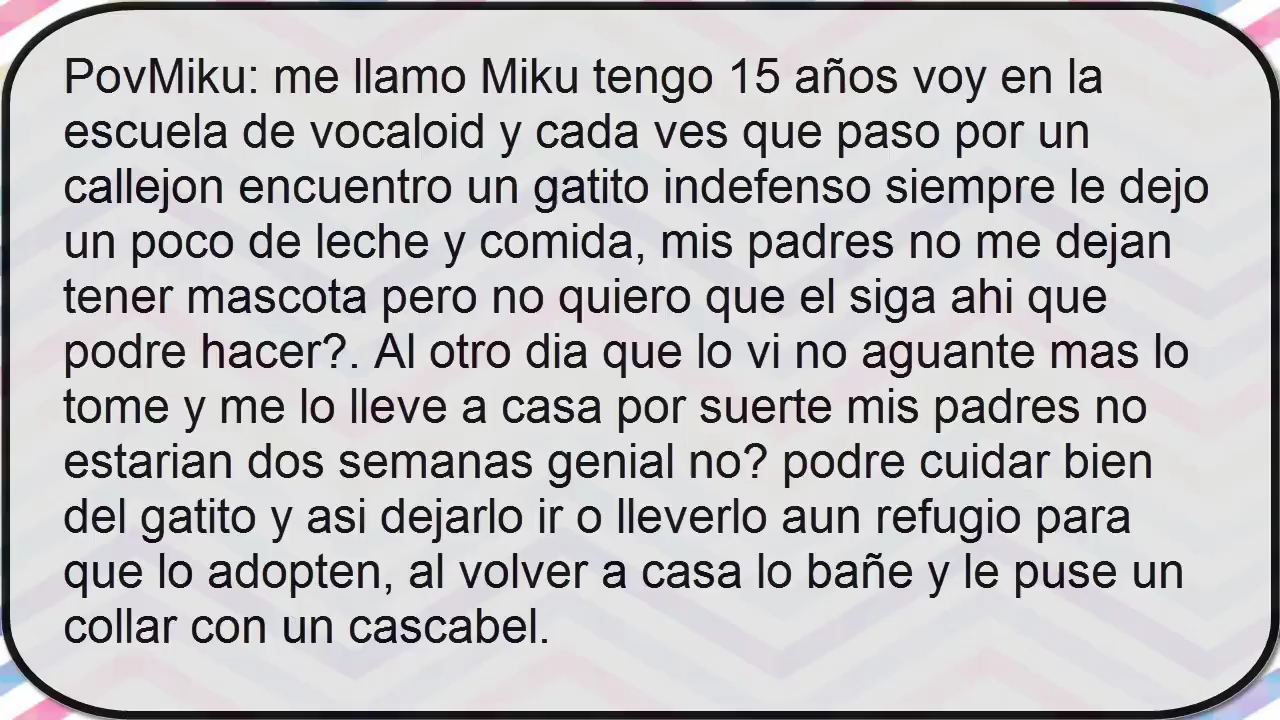 PovMiku: me llamo Miku tengo 15 años voy en la
escuela de vocaloid y cada ves que paso por un
callejon encuentro un gatito indefenso siempre le dejo
un poco de leche y comida, mis padres no me dejan
tener mascota pero no quiero que el siga ahi que
podre hacer?. Al otro dia que lo vi no aguante mas lo
tome y me lo lleve a casa por suerte mis padres no
estarian dos semanas genial no? podre cuidar bien
del gatito y asi dejarlo ir o lleverlo aun refugio para
que lo adopten, al volver a casa lo bañe y le puse un
collar con un cascabel.